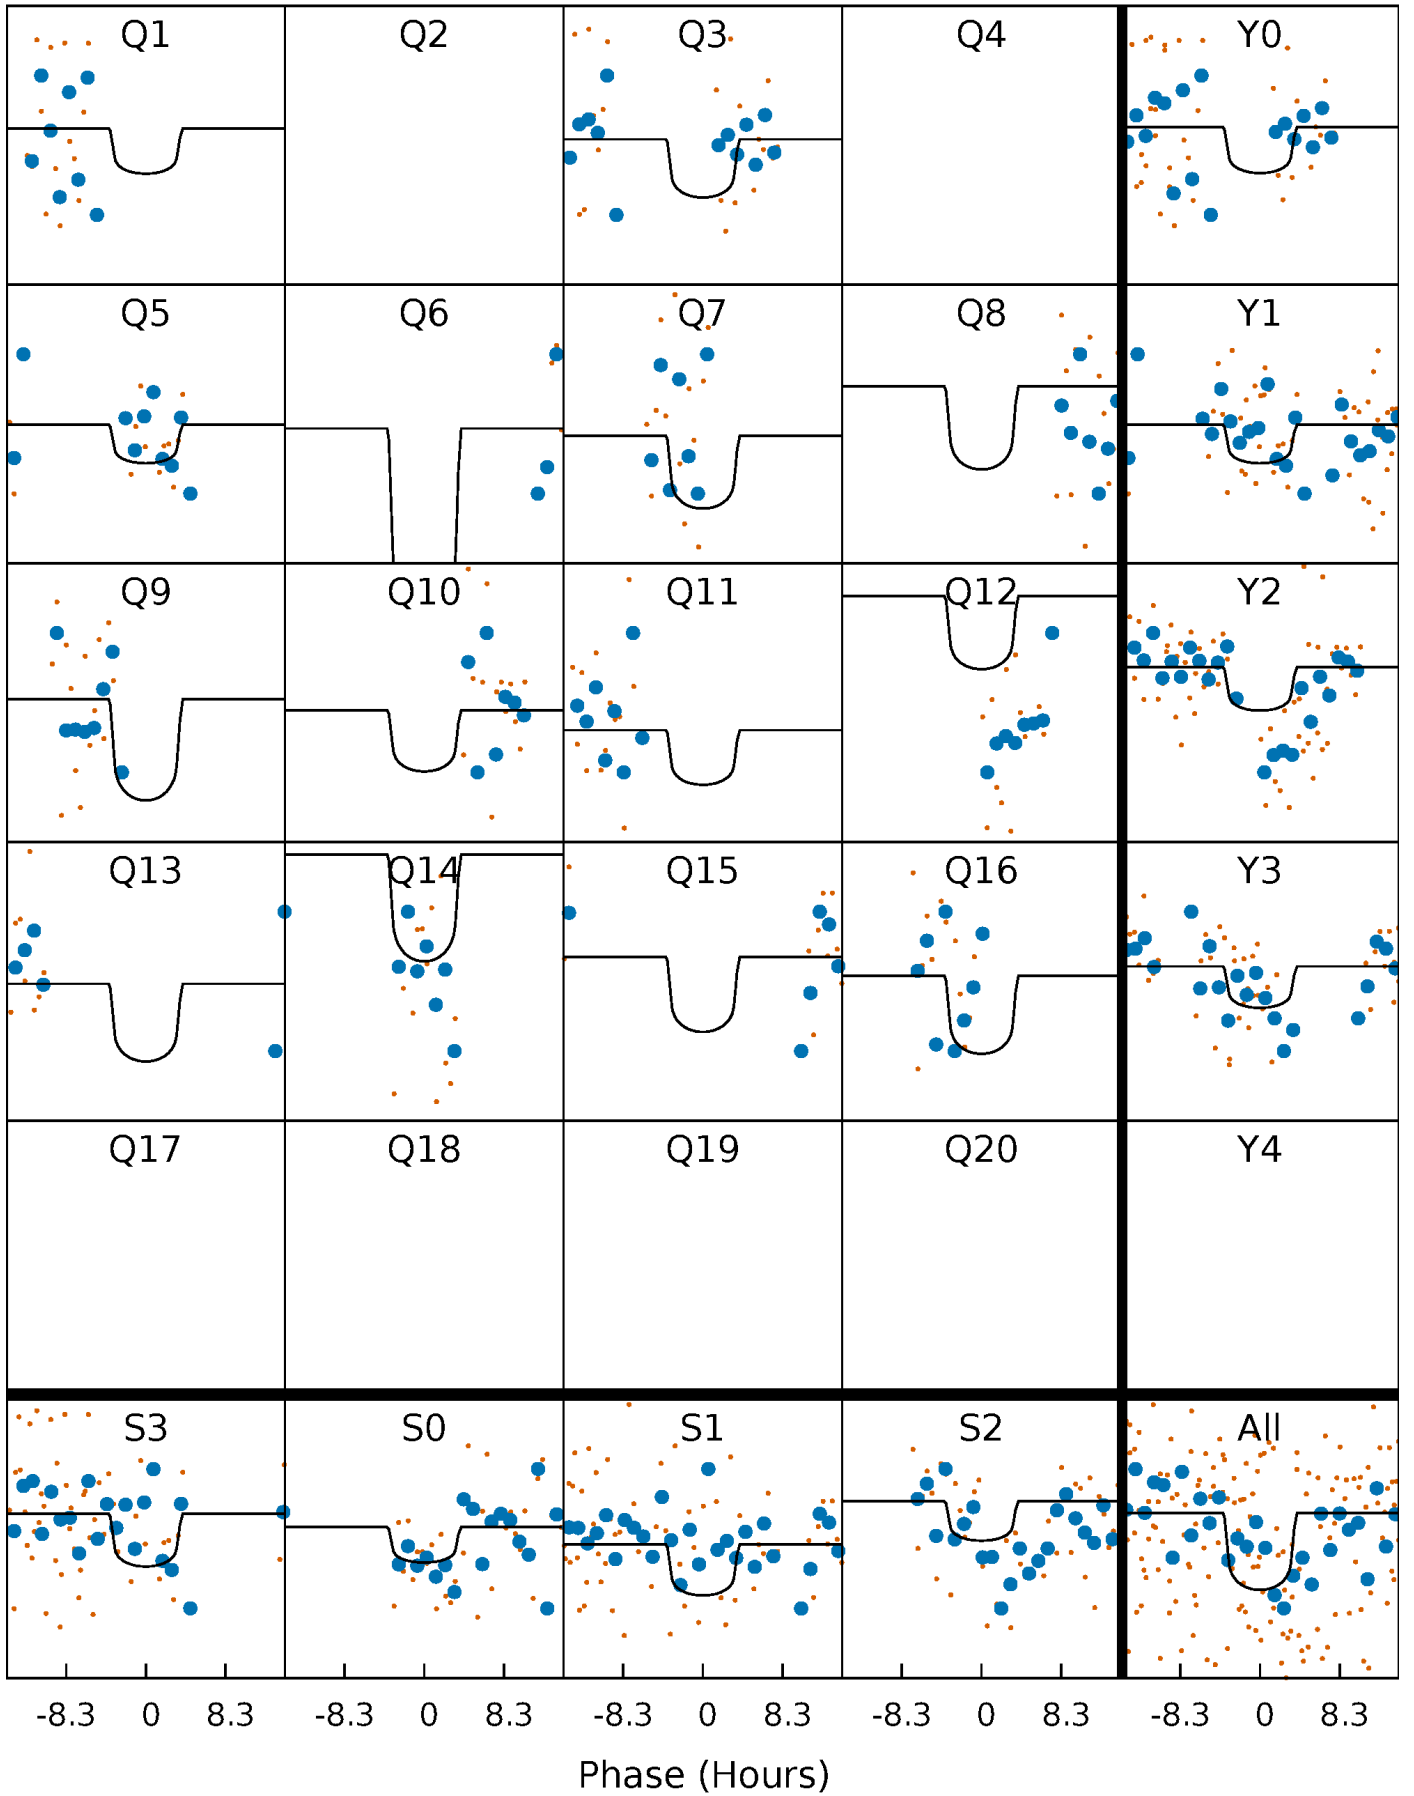 Q1 Q2 Q3 Q4 Y0
Q5 Q6 Q7 Q8 Y1
Q9 Q10 Q11 Q12 Y2
Q13 Q14 Q15 Q16 Y3
Q17 Q18 Q19 Q20 Y4
S3 S0 S1 S2 All
-8.3 0 8.3 -8.3 0 8.3 -8.3 0 8.3 -8.3 0 8.3 -8.3 0 8.3
Phase (Hours)